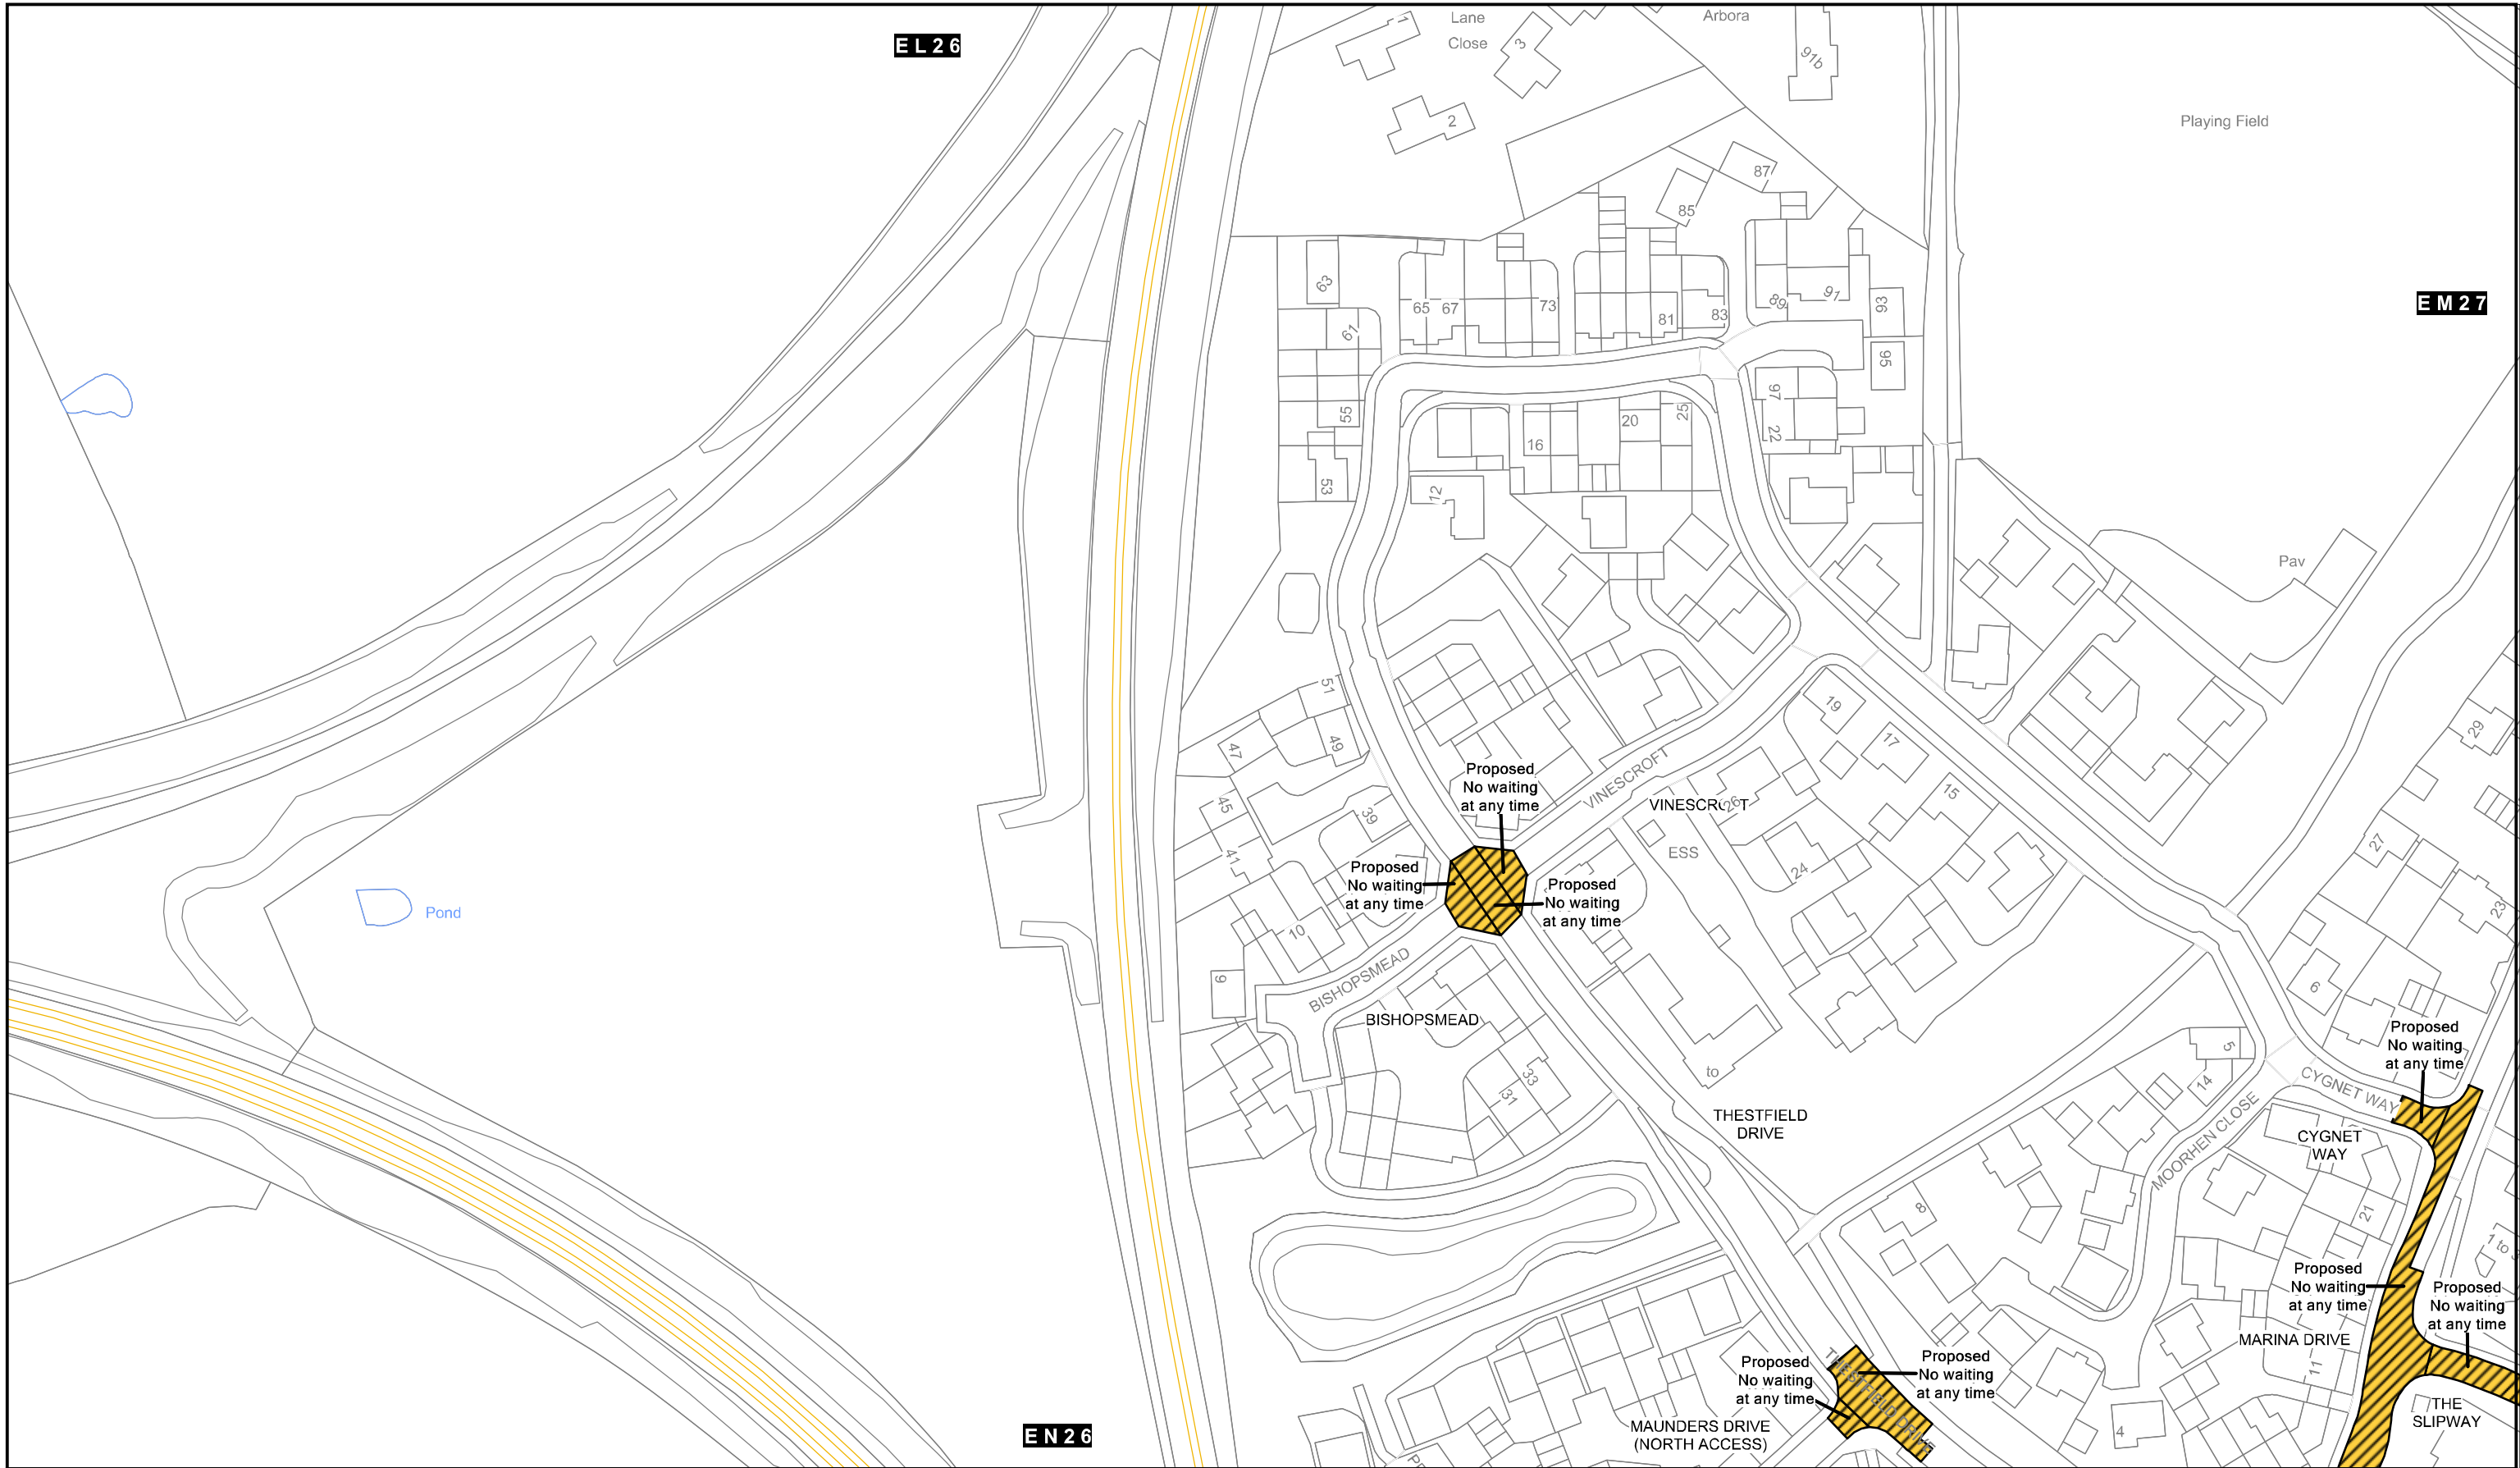 EL26
Lane
Close
Arbora
1
3
91b
2
Playing Field
87
85
63
61
65
67
73
81
83
89
91
93
EM27
95
55
53
97
22
16
20
25
12
Pav
51
49
47
45
41
39
10
9
19
17
15
29
27
23
6
VINESCROFT
VINESCROFT
26
24
ESS
Proposed
No waiting
at any time
Proposed
No waiting
at any time
Proposed
No waiting
at any time
Pond
BISHOPSMEAD
BISHOPSMEAD
33
31
to
THESTFIELD
DRIVE
Proposed
No waiting
at any time
5
14
CYGNET WAY
MOORHEN CLOSE
CYGNET
WAY
8
21
1 to
Proposed
No waiting
at any time
Proposed
No waiting
at any time
MARINA DRIVE
11
THE
SLIPWAY
4
Proposed
No waiting
at any time
Proposed
No waiting
at any time
THESTFIELD DRIVE
MAUNDERS DRIVE
(NORTH ACCESS)
EN26